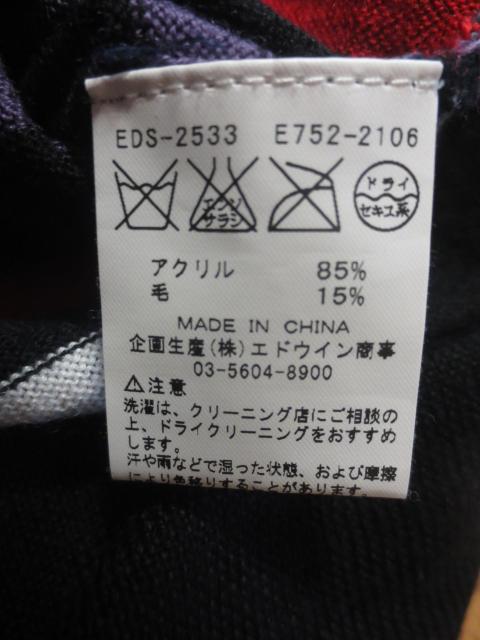 EDS-2533 E752-2106
エンソ
サラシ
ドライ
セキユ系
アクリル 85%
毛 15%
MADE IN CHINA
企画生産(株)エドウイン商事
03-5604-8900
⚠注意
洗濯は、クリーニング店にご相談の
上、ドライクリーニングをおすすめ
します。
汗や雨などで湿った状態、および摩擦
により色移りすることがあります。